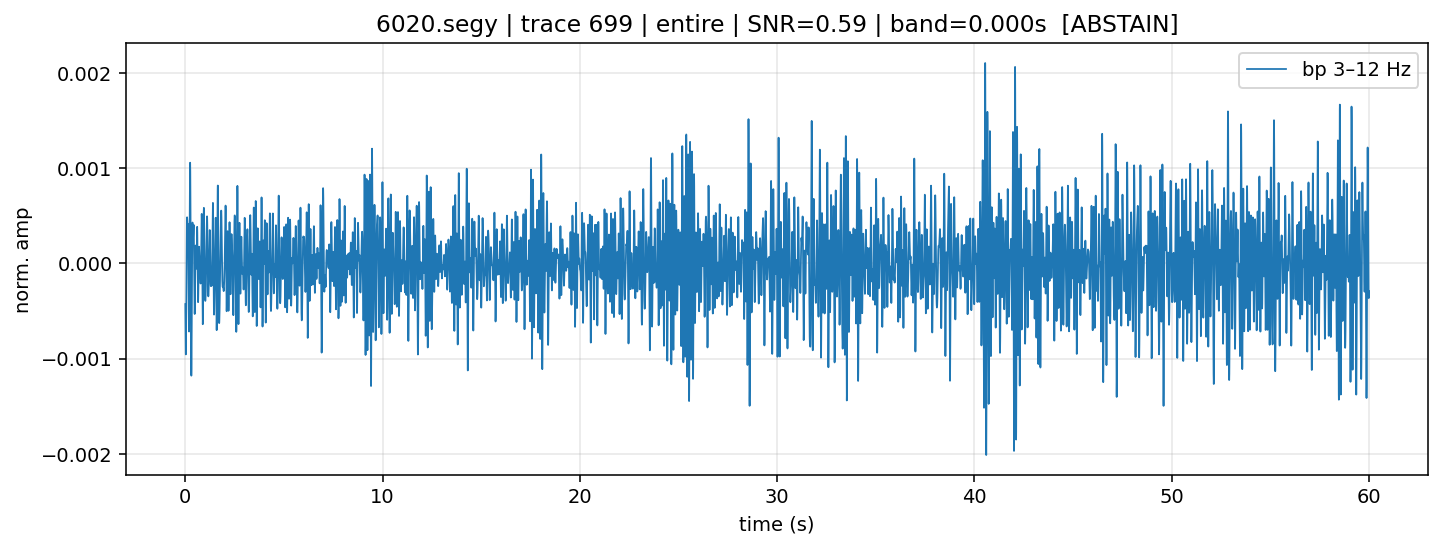 6020.segy | trace 699 | entire | SNR=0.59 | band=0.000s  [ABSTAIN]
bp 3–12 Hz
norm. amp
0.002
0.001
0.000
−0.001
−0.002
0 10 20 30 40 50 60
time (s)